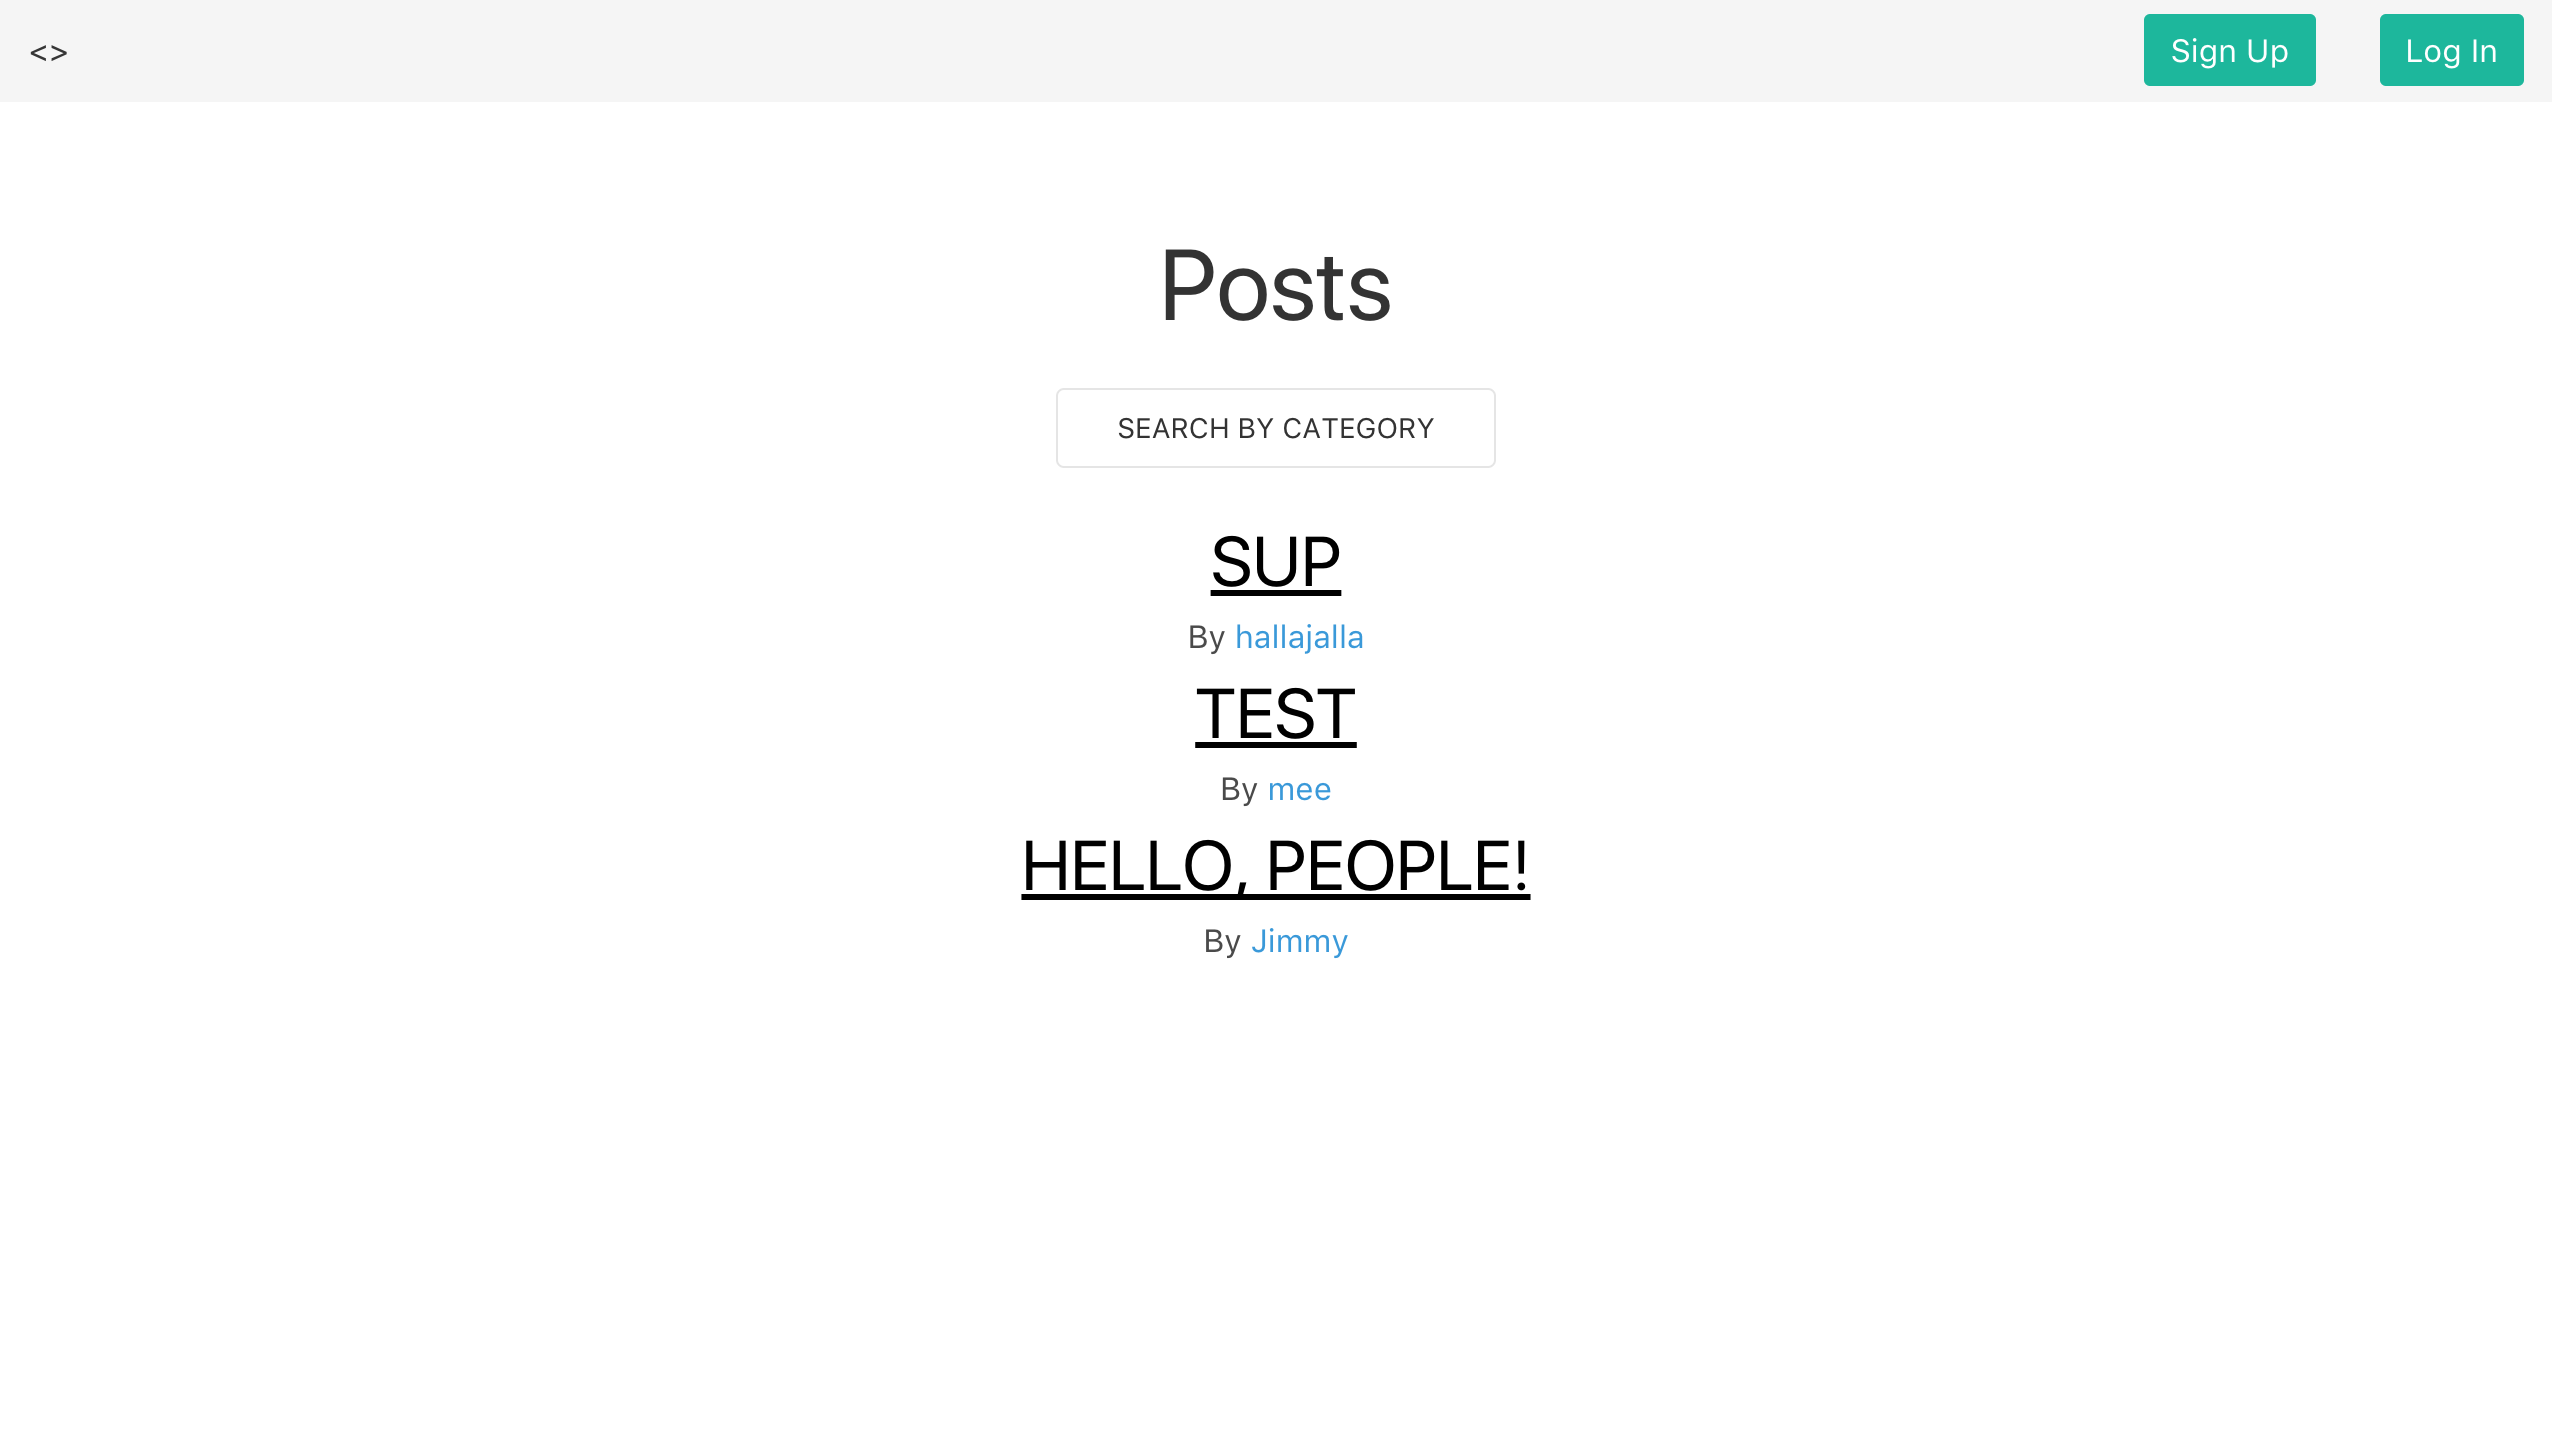 <> Sign Up Log In
Posts
SEARCH BY CATEGORY
SUP
By hallajalla
TEST
By mee
HELLO, PEOPLE!
By Jimmy